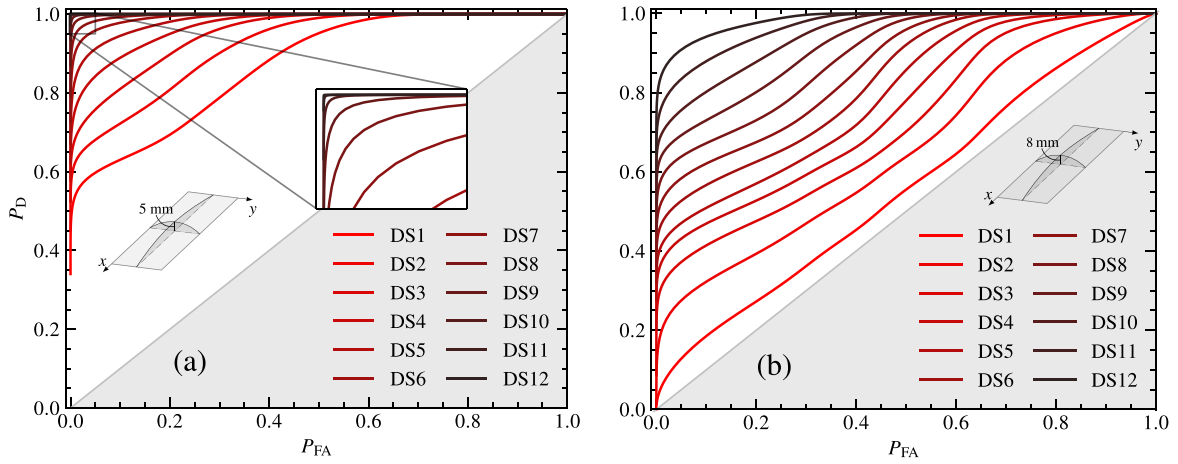 1.0
0.8
0.6
0.4
0.2
0.0
P_D
0.0 0.2 0.4 0.6 0.8 1.0
P_FA
5 mm
x
y
(a)
DS1 DS7
DS2 DS8
DS3 DS9
DS4 DS10
DS5 DS11
DS6 DS12
1.0
0.8
0.6
0.4
0.2
0.0
0.0 0.2 0.4 0.6 0.8 1.0
P_FA
8 mm
x
y
(b)
DS1 DS7
DS2 DS8
DS3 DS9
DS4 DS10
DS5 DS11
DS6 DS12